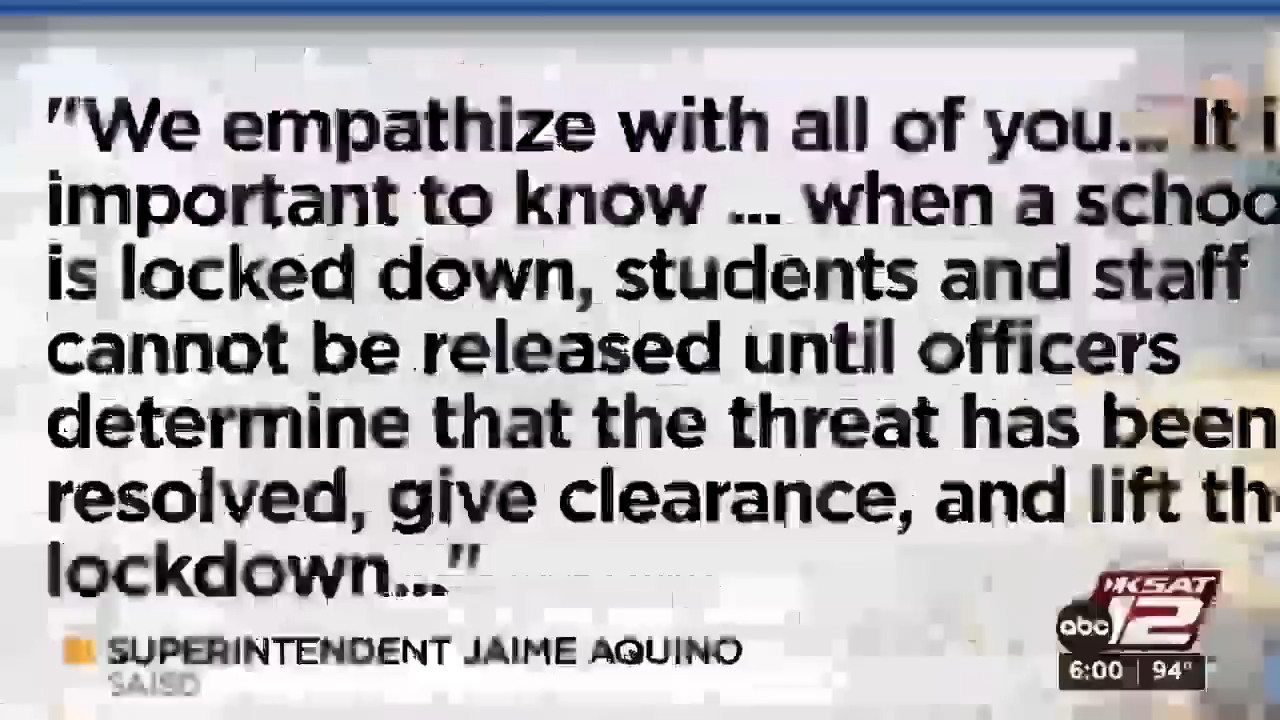 "We empathize with all of you... It i
important to know ... when a schoo
is locked down, students and staff
cannot be released until officers
determine that the threat has been
resolved, give clearance, and lift th
lockdown..."
SUPERINTENDENT JAIME AQUINO
SAISD
KSAT
abc 12
6:00 94°